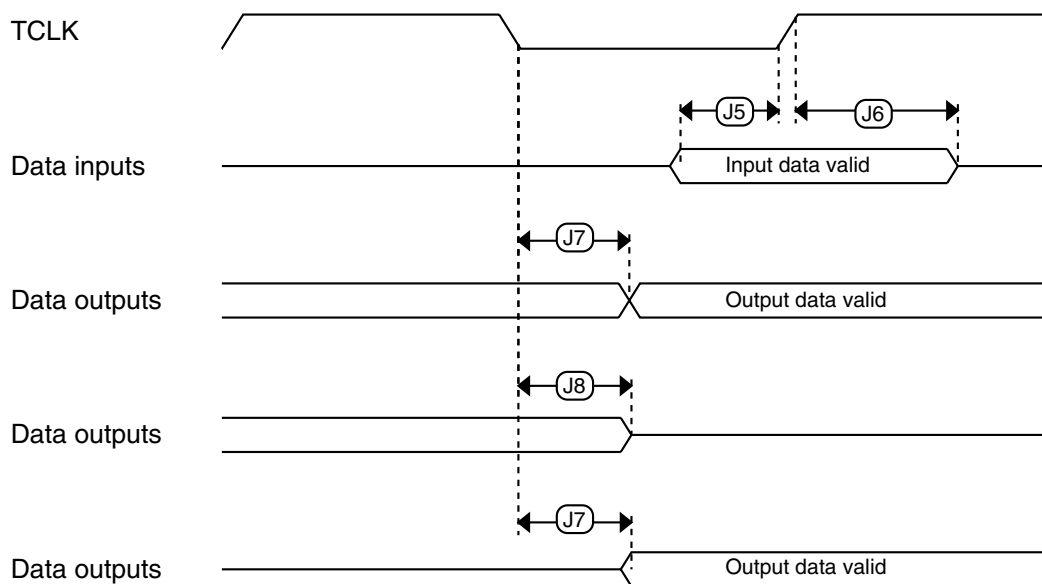 TCLK
J5
J6
Data inputs
Input data valid
J7
Data outputs
Output data valid
J8
Data outputs
J7
Data outputs
Output data valid